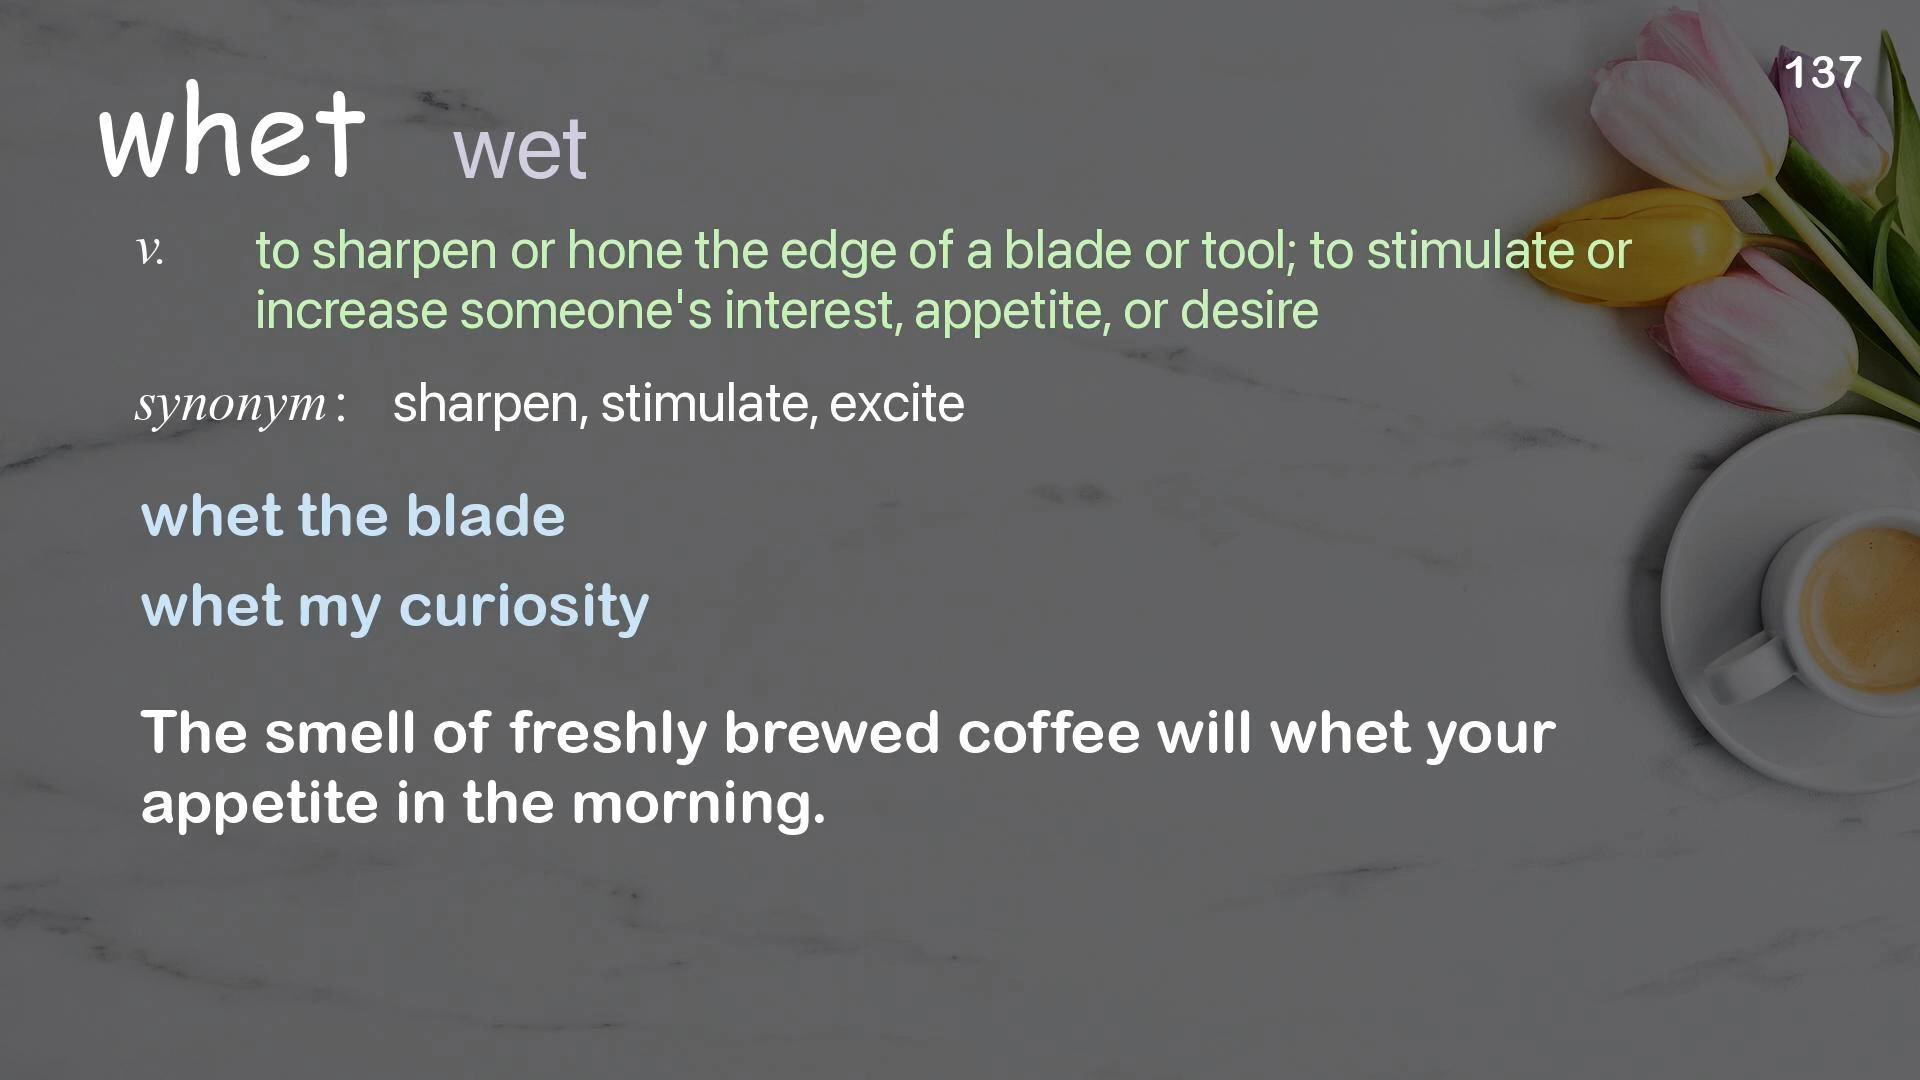 137
whet wet
v. to sharpen or hone the edge of a blade or tool; to stimulate or
increase someone's interest, appetite, or desire
synonym: sharpen, stimulate, excite
whet the blade
whet my curiosity
The smell of freshly brewed coffee will whet your
appetite in the morning.